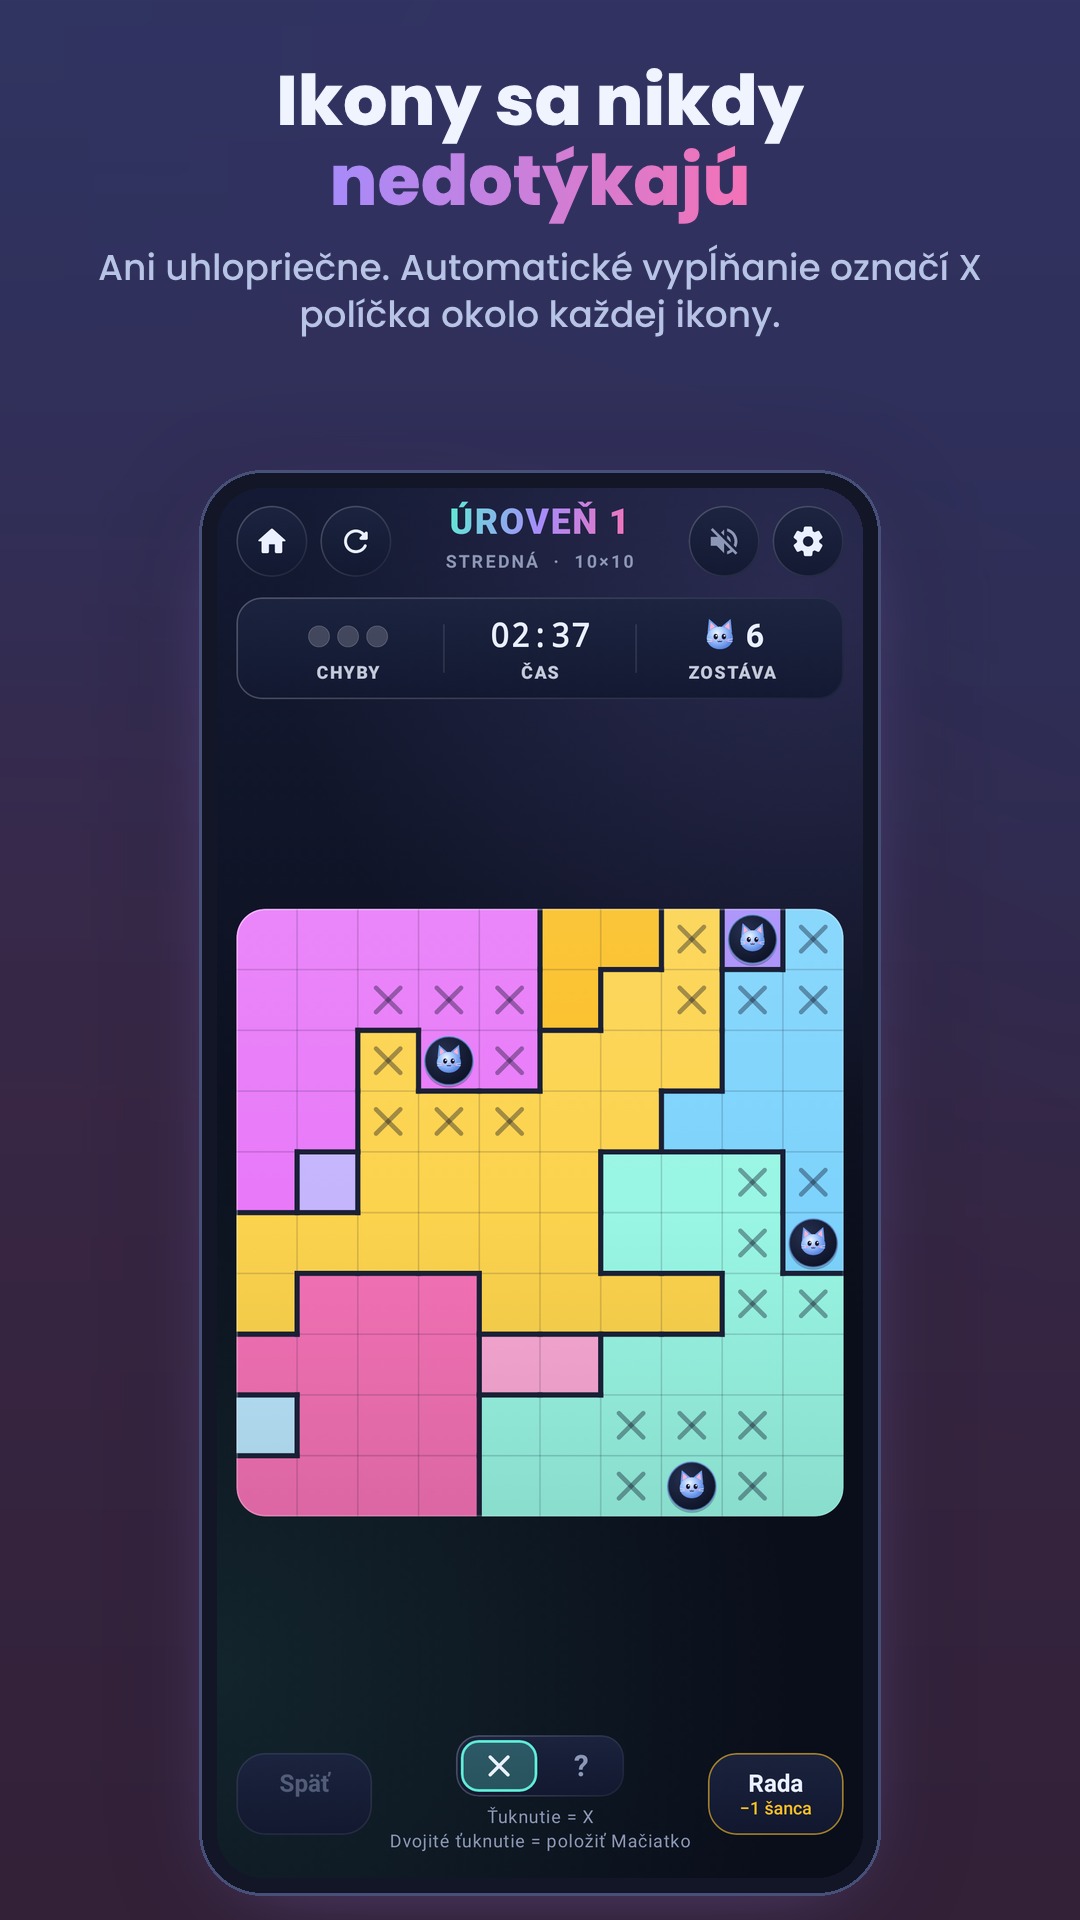 Ikony sa nikdy
nedotýkajú
Ani uhlopriečne. Automatické vypĺňanie označí X
políčka okolo každej ikony.
ÚROVEŇ 1
STREDNÁ · 10×10
02:37
6
CHYBY
ČAS
ZOSTÁVA
Späť
?
Rada
−1 šanca
Ťuknutie = X
Dvojité ťuknutie = položiť Mačiatko